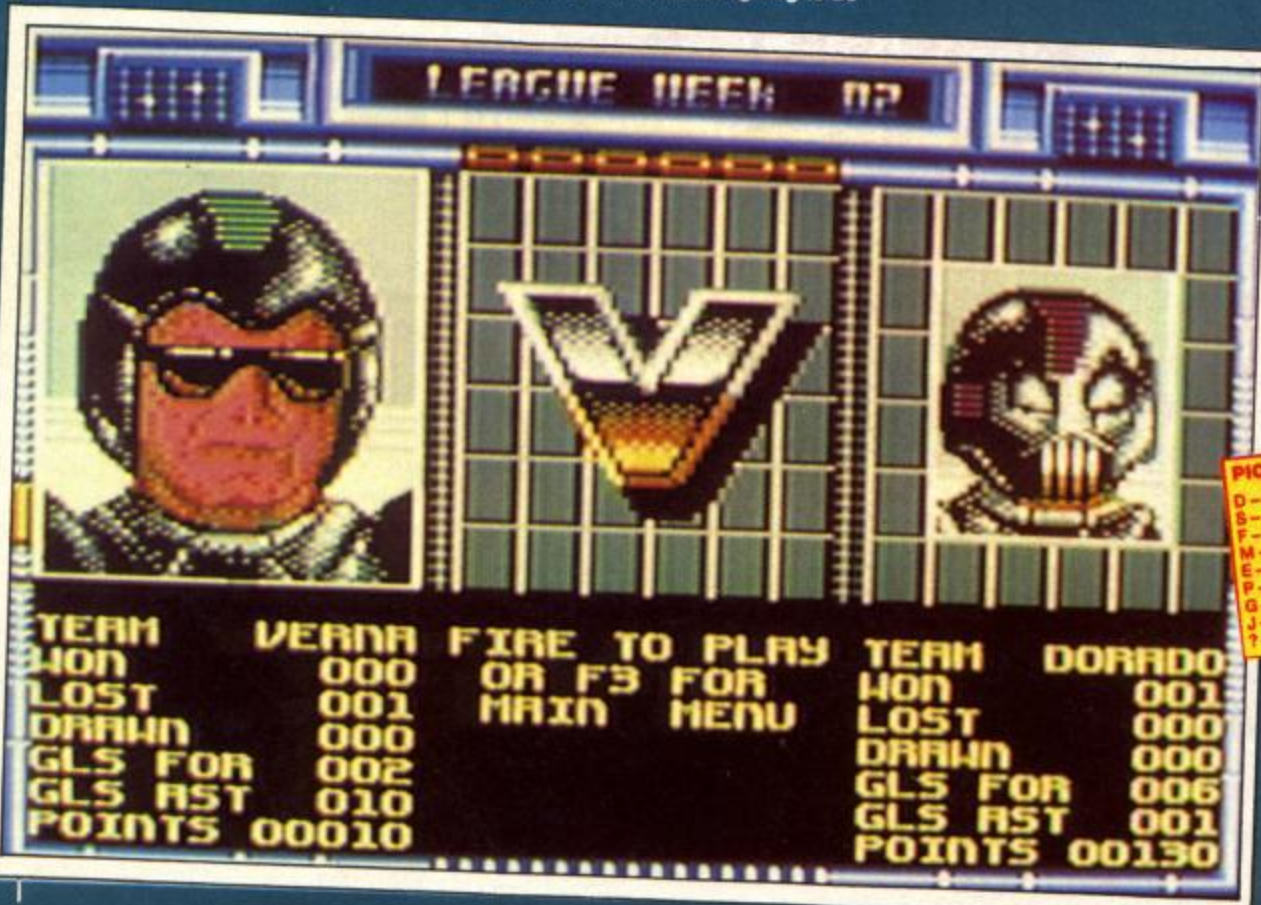 LEAGUE WEEK 02
V
TEAM VERNA
WON 000
LOST 001
DRAWN 000
GLS FOR 002
GLS AST 010
POINTS 00010
FIRE TO PLAY
OR F3 FOR
MAIN MENU
TEAM DORADO
WON 001
LOST 000
DRAWN 000
GLS FOR 006
GLS AST 001
POINTS 00130
D -
S -
F -
M -
E -
P -
G -
J -
?